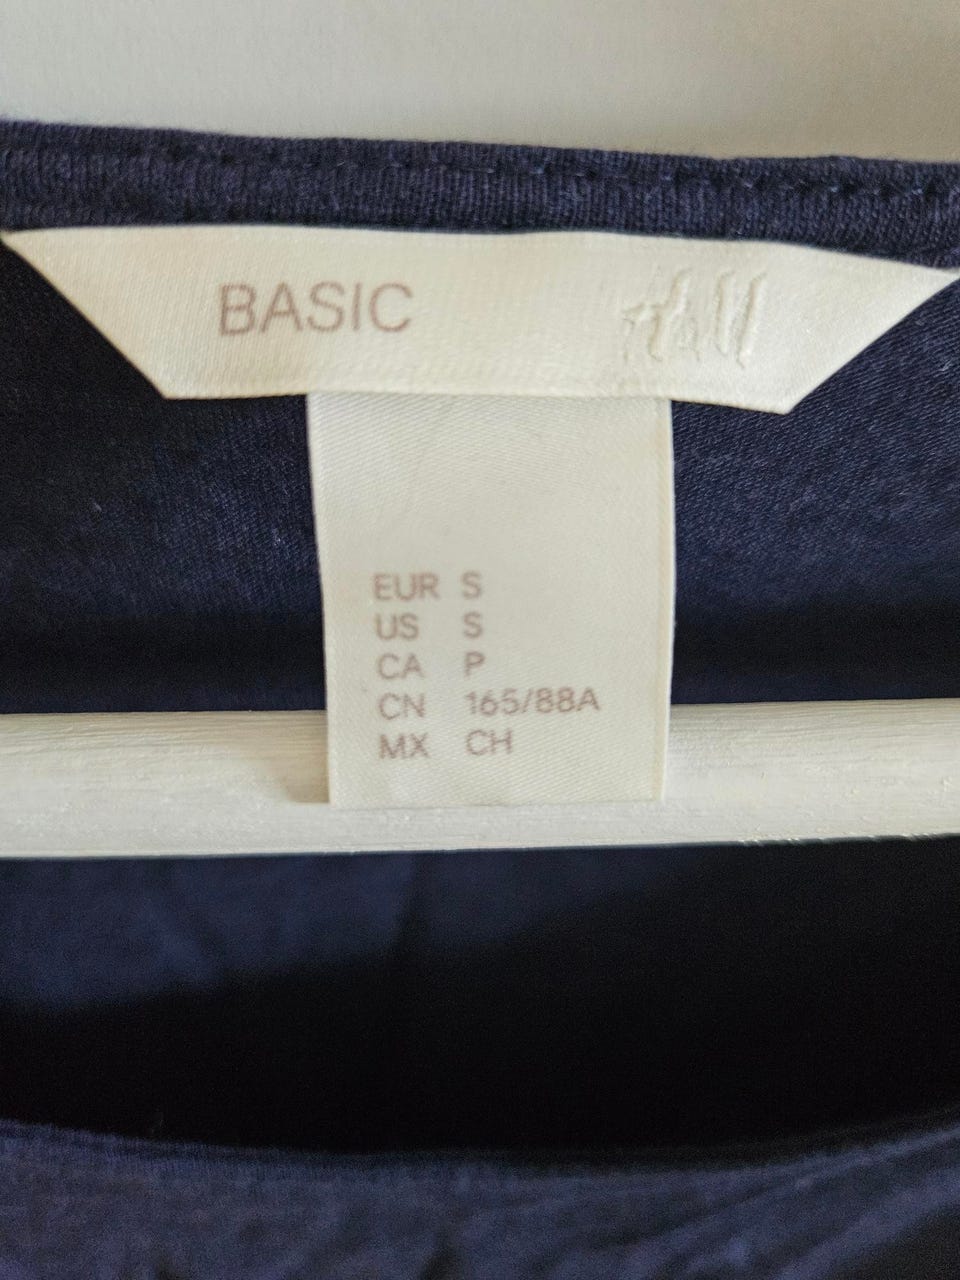 BASIC H&M
EUR S
US S
CA P
CN 165/88A
MX CH